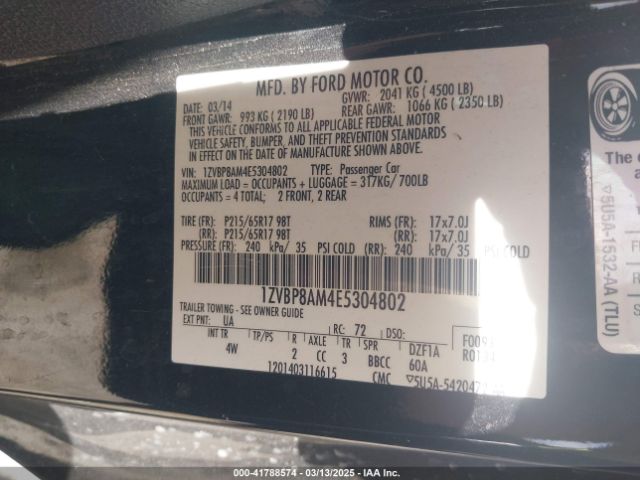 MFD. BY FORD MOTOR CO.
DATE: 03/14 GVWR: 2041 KG ( 4500 LB)
FRONT GAWR: 993 KG ( 2190 LB) REAR GAWR: 1066 KG ( 2350LB)
THIS VEHICLE CONFORMS TO ALL APPLICABLE FEDERAL MOTOR
VEHICLE SAFETY, BUMPER, AND THEFT PREVENTION STANDARDS
IN EFFECT ON THE DATE OF MANUFACTURE SHOWN ABOVE.
VIN: 1ZVBP8AM4E5304802 TYPE: Passenger Car
MAXIMUM LOAD = OCCUPANTS + LUGGAGE = 317KG/ 700LB
OCCUPANTS = 4 TOTAL; 2 FRONT, 2 REAR
TIRE (FR): P215/65R17 98T RIMS (FR): 17x7.0J
(RR): P215/65R17 98T (RR): 17x7.0J
PRESSURE (FR): 240 kPa/ 35 PSI COLD (RR): 240 kPa/ 35 PSI COLD
1ZVBP8AM4E5304802
TRAILER TOWING - SEE OWNER GUIDE
EXT PNT: UA RC: 72 DSO:
INT TR TP/PS R AXLE TR SPR
4W 2 CC 3 BBCC
DZF1A
60A
1201403116615 CMC
The
5U5A-1532-AA (TLU)
00-41788574 / 03/13/2025 / IAA Inc.